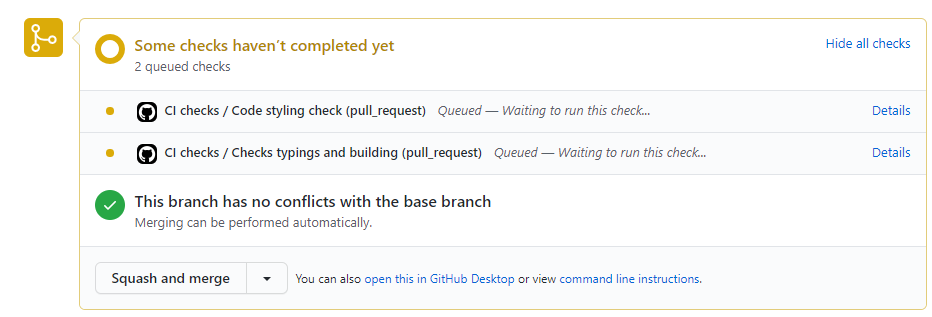 Some checks haven't completed yet
Hide all checks
2 queued checks
CI checks / Code styling check (pull_request) Queued — Waiting to run this check... Details
CI checks / Checks typings and building (pull_request) Queued — Waiting to run this check... Details
This branch has no conflicts with the base branch
Merging can be performed automatically.
Squash and merge
You can also open this in GitHub Desktop or view command line instructions.